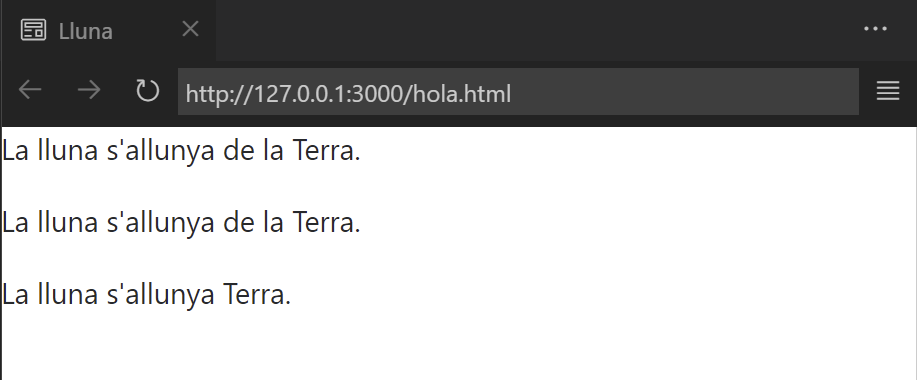 Lluna
http://127.0.0.1:3000/hola.html
La lluna s'allunya de la Terra.
La lluna s'allunya de la Terra.
La lluna s'allunya Terra.